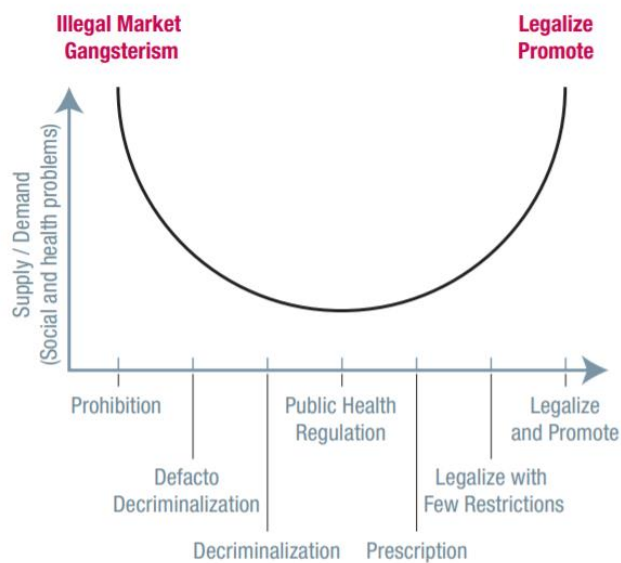 Illegal Market
Gangsterism
Legalize
Promote
Supply / Demand
(Social and health problems)
Prohibition
Public Health
Regulation
Legalize
and Promote
Defacto
Decriminalization
Legalize with
Few Restrictions
Decriminalization
Prescription